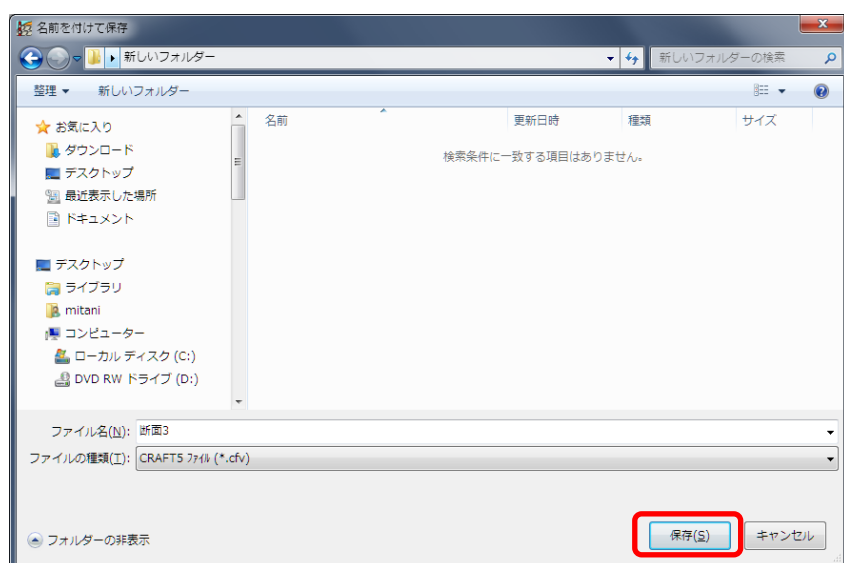 名前を付けて保存
新しいフォルダー
新しいフォルダーの検索
整理 新しいフォルダー
お気に入り
ダウンロード
デスクトップ
最近表示した場所
ドキュメント
デスクトップ
ライブラリ
mitani
コンピューター
ローカル ディスク (C:)
DVD RW ドライブ (D:)
名前 更新日時 種類 サイズ
検索条件に一致する項目はありません。
ファイル名(N): 断面3
ファイルの種類(T): CRAFT5 ﾌｧｲﾙ (*.cfv)
フォルダーの非表示
保存(S) キャンセル